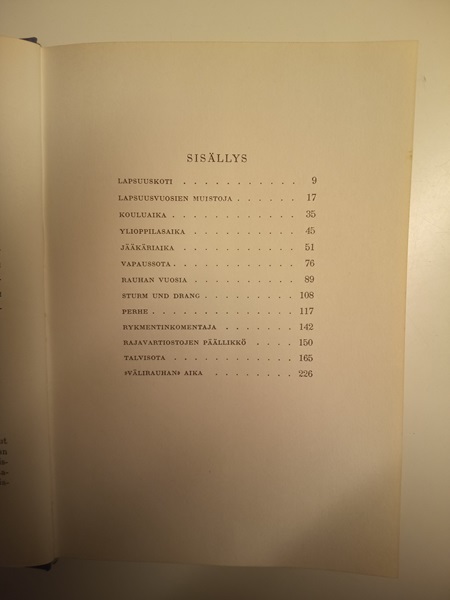 SISÄLLYS
LAPSUUSKOTI . . . . . . . . . . . 9
LAPSUUSVUOSIEN MUISTOJA . . . . . . 17
KOULUAIKA . . . . . . . . . . . . 35
YLIOPPILASAIKA . . . . . . . . . . 45
JÄÄKÄRIAIKA . . . . . . . . . . . 51
VAPAUSSOTA . . . . . . . . . . . . 76
RAUHAN VUOSIA . . . . . . . . . . 89
STURM UND DRANG . . . . . . . . . 108
PERHE . . . . . . . . . . . . . . 117
RYKMENTINKOMENTAJA . . . . . . . . 142
RAJAVARTIOSTOJEN PÄÄLLIKKÖ . . . . . 150
TALVISOTA . . . . . . . . . . . . 165
»VÄLIRAUHAN» AIKA . . . . . . . . 226